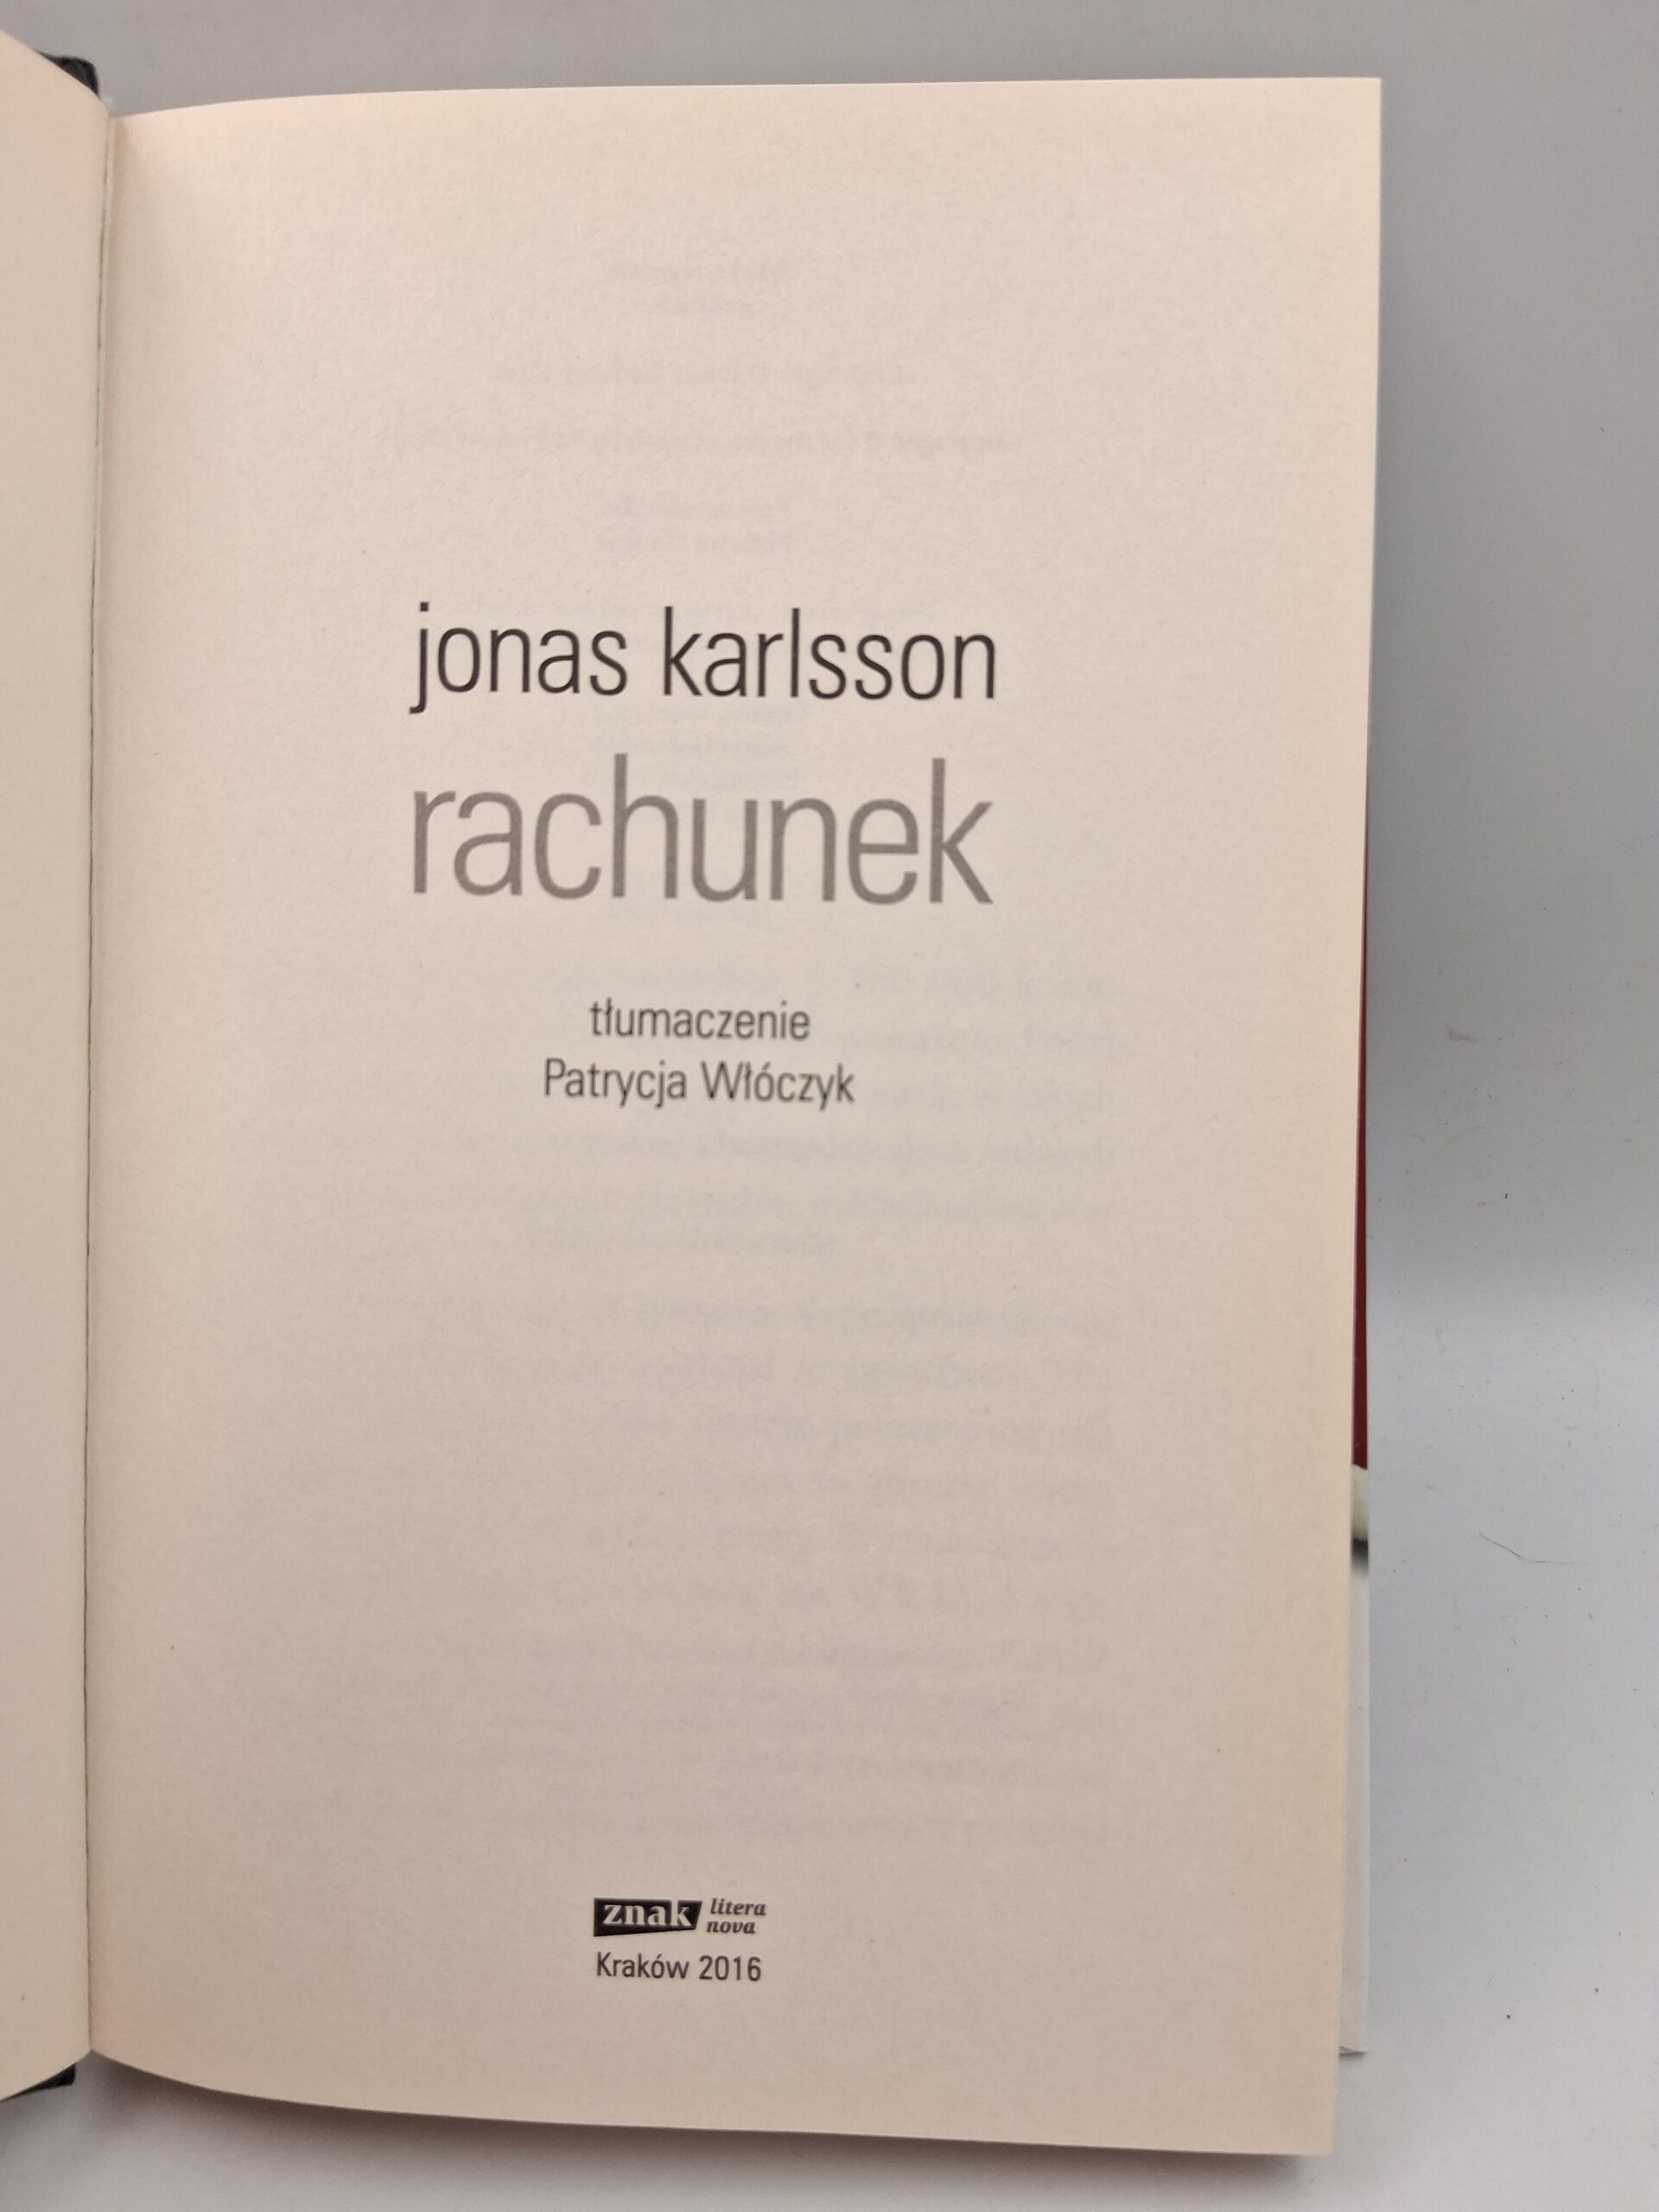 jonas karlsson
rachunek
tłumaczenie
Patrycja Włóczyk
znak litera
nova
Kraków 2016